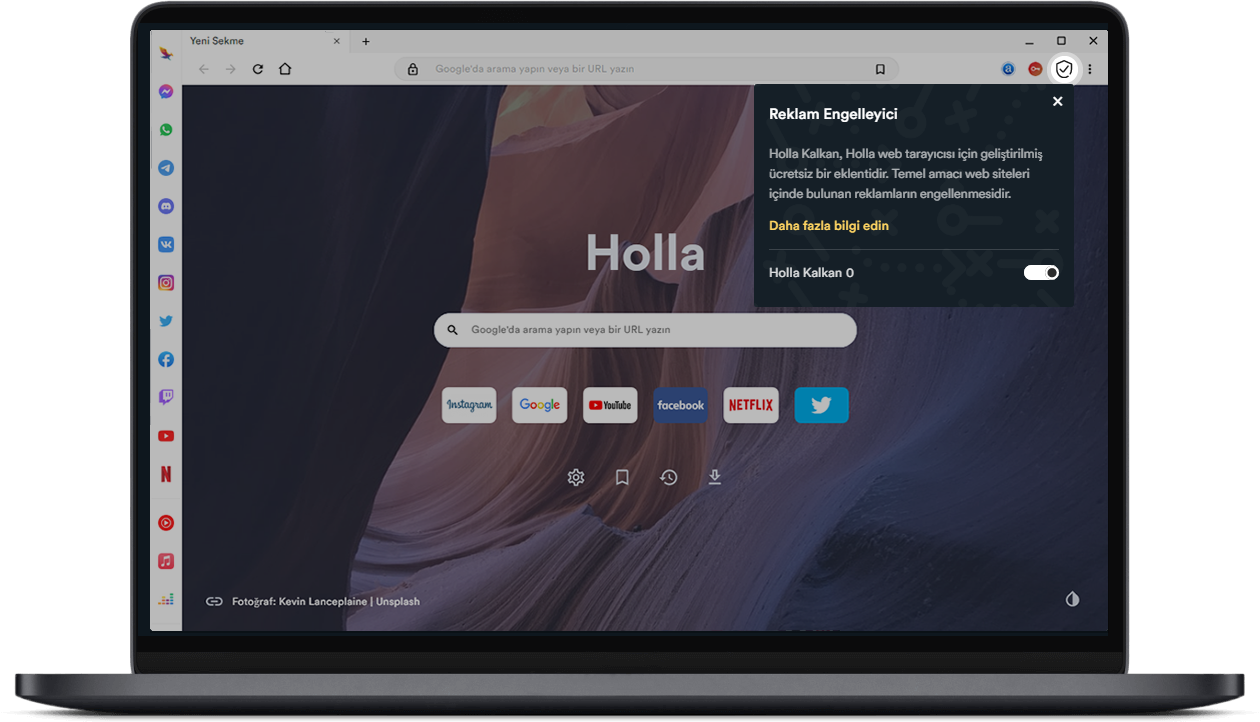 Yeni Sekme
Google'da arama yapın veya bir URL yazın
Reklam Engelleyici
Holla Kalkan, Holla web tarayıcısı için geliştirilmiş
ücretsiz bir eklentidir. Temel amacı web siteleri
içinde bulunan reklamların engellenmesidir.
Daha fazla bilgi edin
Holla Kalkan 0
Holla
Google'da arama yapın veya bir URL yazın
Instagram Google YouTube facebook NETFLIX
Fotoğraf: Kevin Lanceplaine | Unsplash